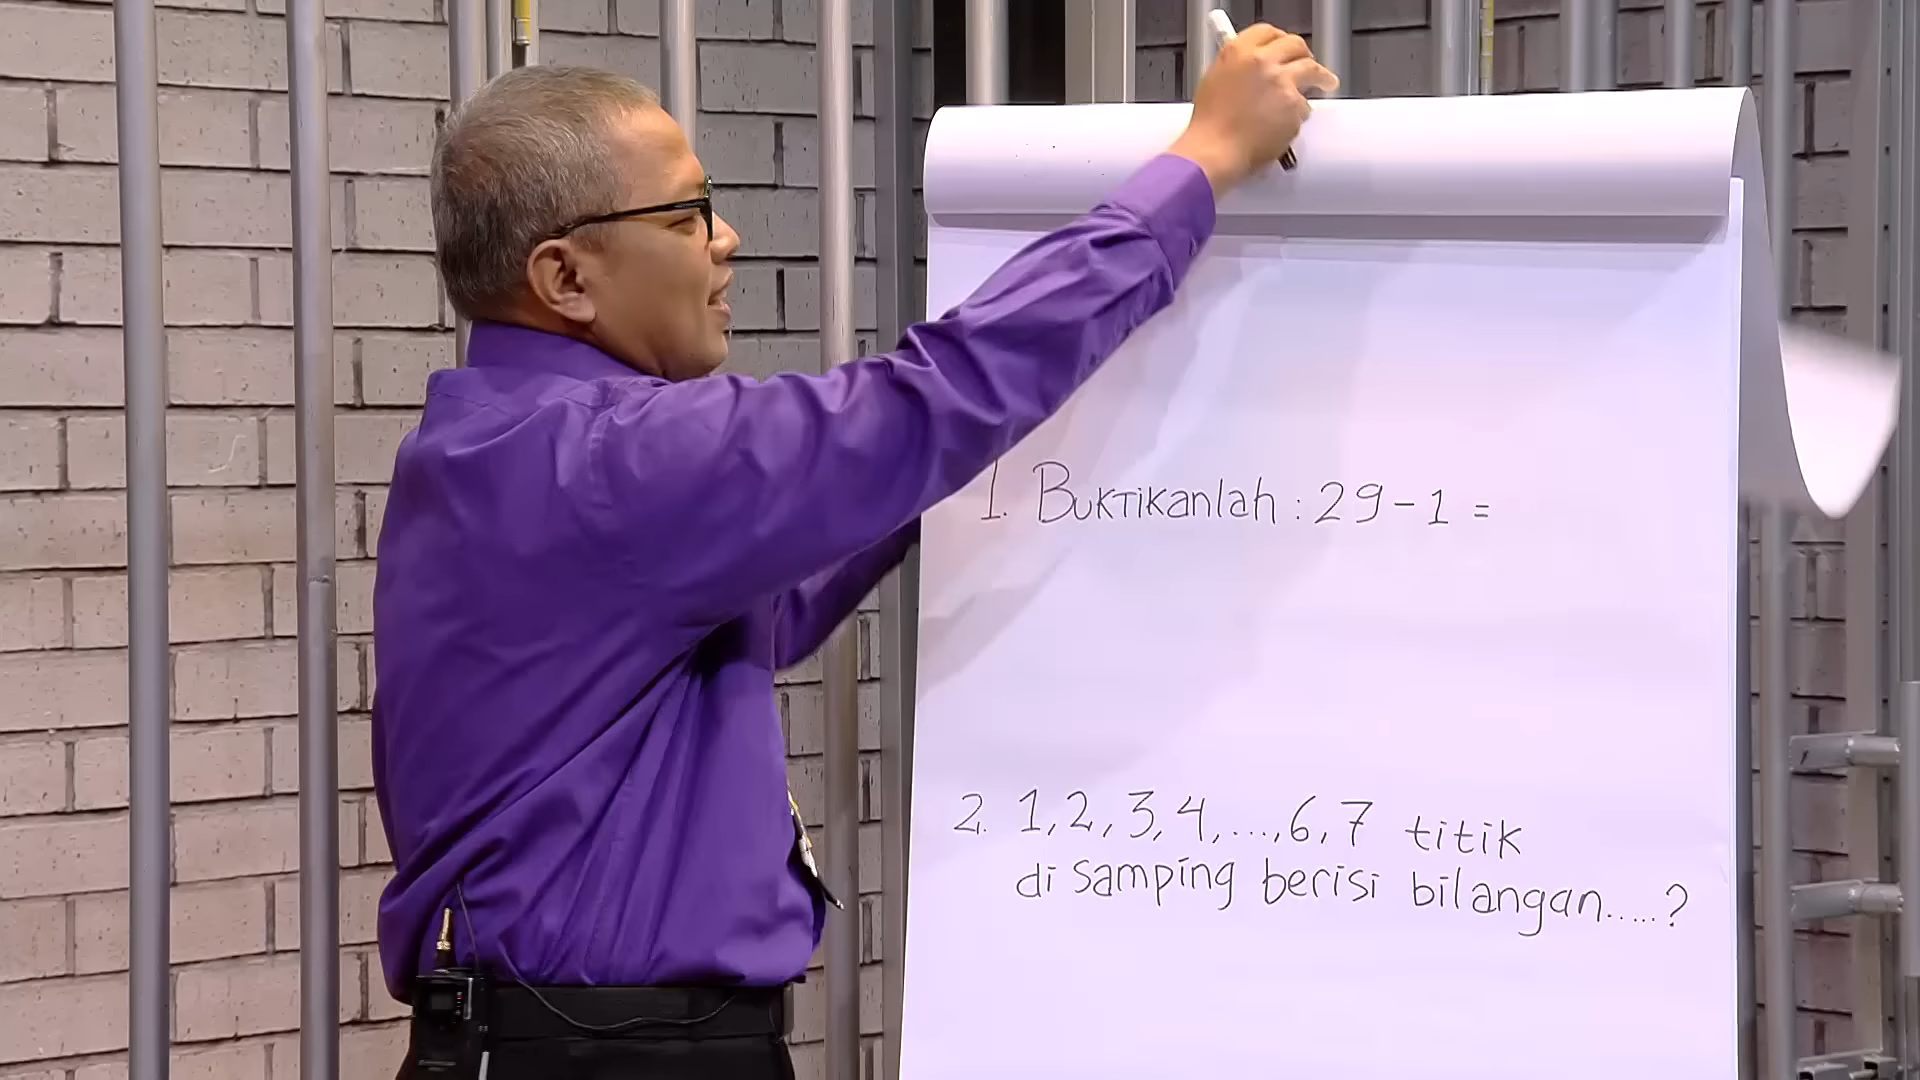 1. Buktikanlah : 29 - 1 =
2. 1, 2, 3, 4, ..., 6, 7 titik
di samping berisi bilangan.....?